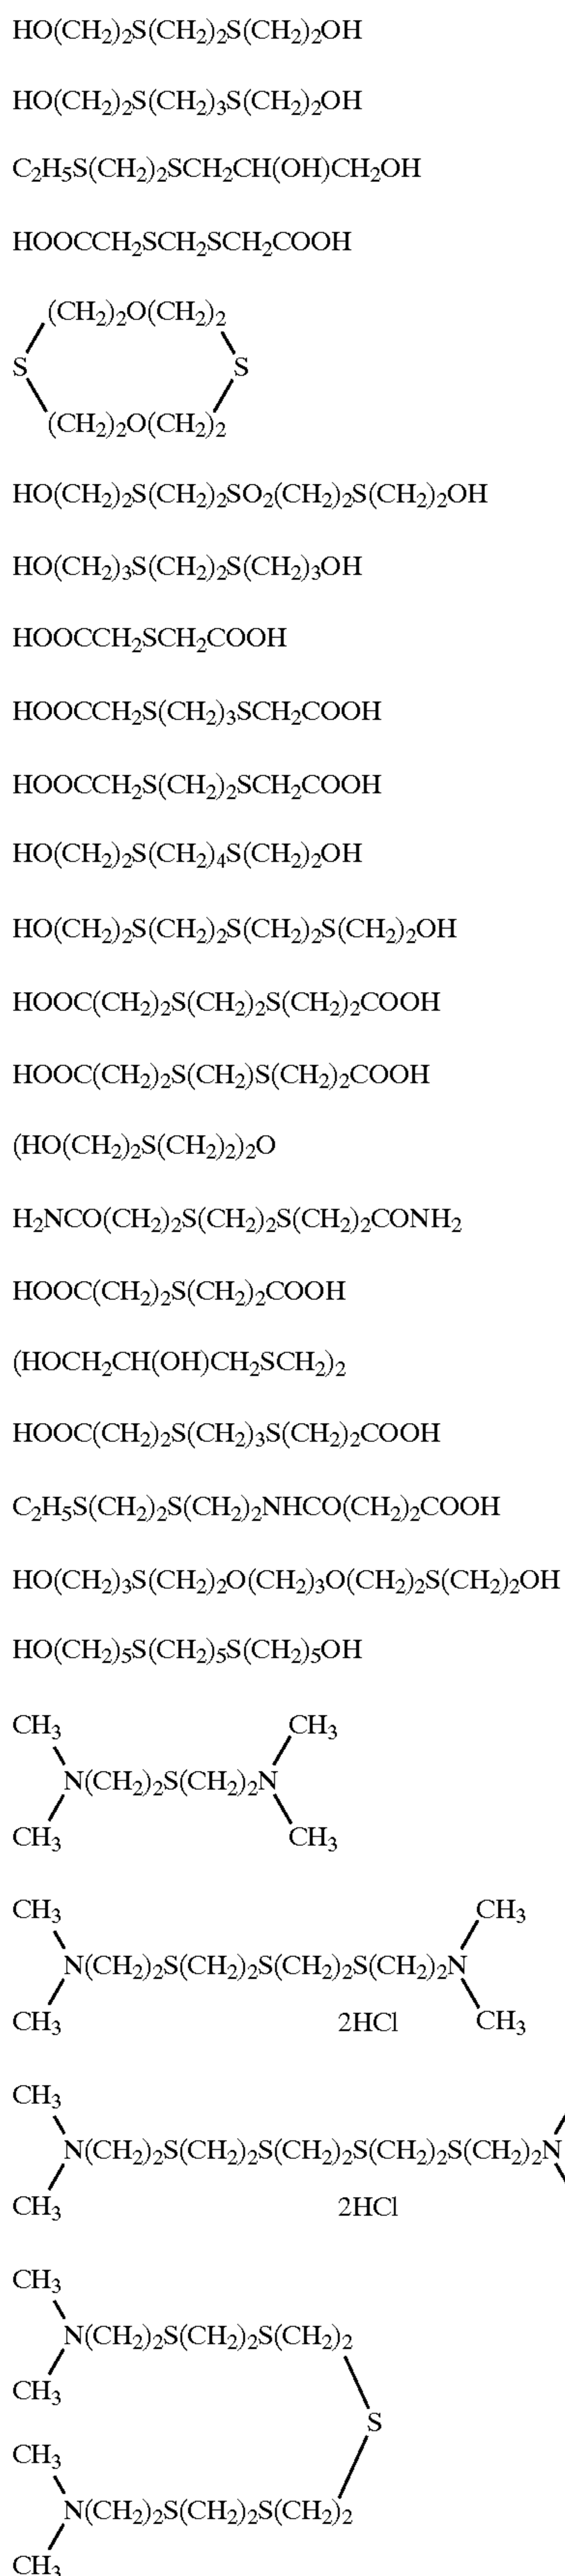 HO(CH₂)₂S(CH₂)₂S(CH₂)₂OH
HO(CH₂)₂S(CH₂)₃S(CH₂)₂OH
C₂H₅S(CH₂)₂SCH₂CH(OH)CH₂OH
HOOCCH₂SCH₂SCH₂COOH
(CH₂)₂O(CH₂)₂
S S
(CH₂)₂O(CH₂)₂
HO(CH₂)₂S(CH₂)₂SO₂(CH₂)₂S(CH₂)₂OH
HO(CH₂)₃S(CH₂)₂S(CH₂)₃OH
HOOCCH₂SCH₂COOH
HOOCCH₂S(CH₂)₃SCH₂COOH
HOOCCH₂S(CH₂)₂SCH₂COOH
HO(CH₂)₂S(CH₂)₄S(CH₂)₂OH
HO(CH₂)₂S(CH₂)₂S(CH₂)₂S(CH₂)₂OH
HOOC(CH₂)₂S(CH₂)₂S(CH₂)₂COOH
HOOC(CH₂)₂S(CH₂)S(CH₂)₂COOH
(HO(CH₂)₂S(CH₂)₂)₂O
H₂NCO(CH₂)₂S(CH₂)₂S(CH₂)₂CONH₂
HOOC(CH₂)₂S(CH₂)₂COOH
(HOCH₂CH(OH)CH₂SCH₂)₂
HOOC(CH₂)₂S(CH₂)₃S(CH₂)₂COOH
C₂H₅S(CH₂)₂S(CH₂)₂NHCO(CH₂)₂COOH
HO(CH₂)₃S(CH₂)₂O(CH₂)₃O(CH₂)₂S(CH₂)₂OH
HO(CH₂)₅S(CH₂)₅S(CH₂)₅OH
CH₃ CH₃
N(CH₂)₂S(CH₂)₂N
CH₃ CH₃
CH₃ CH₃
N(CH₂)₂S(CH₂)₂S(CH₂)₂S(CH₂)₂N
CH₃ 2HCl CH₃
CH₃
N(CH₂)₂S(CH₂)₂S(CH₂)₂S(CH₂)₂S(CH₂)₂N
CH₃ 2HCl
CH₃
N(CH₂)₂S(CH₂)₂S(CH₂)₂
CH₃
S
CH₃
N(CH₂)₂S(CH₂)₂S(CH₂)₂
CH₃